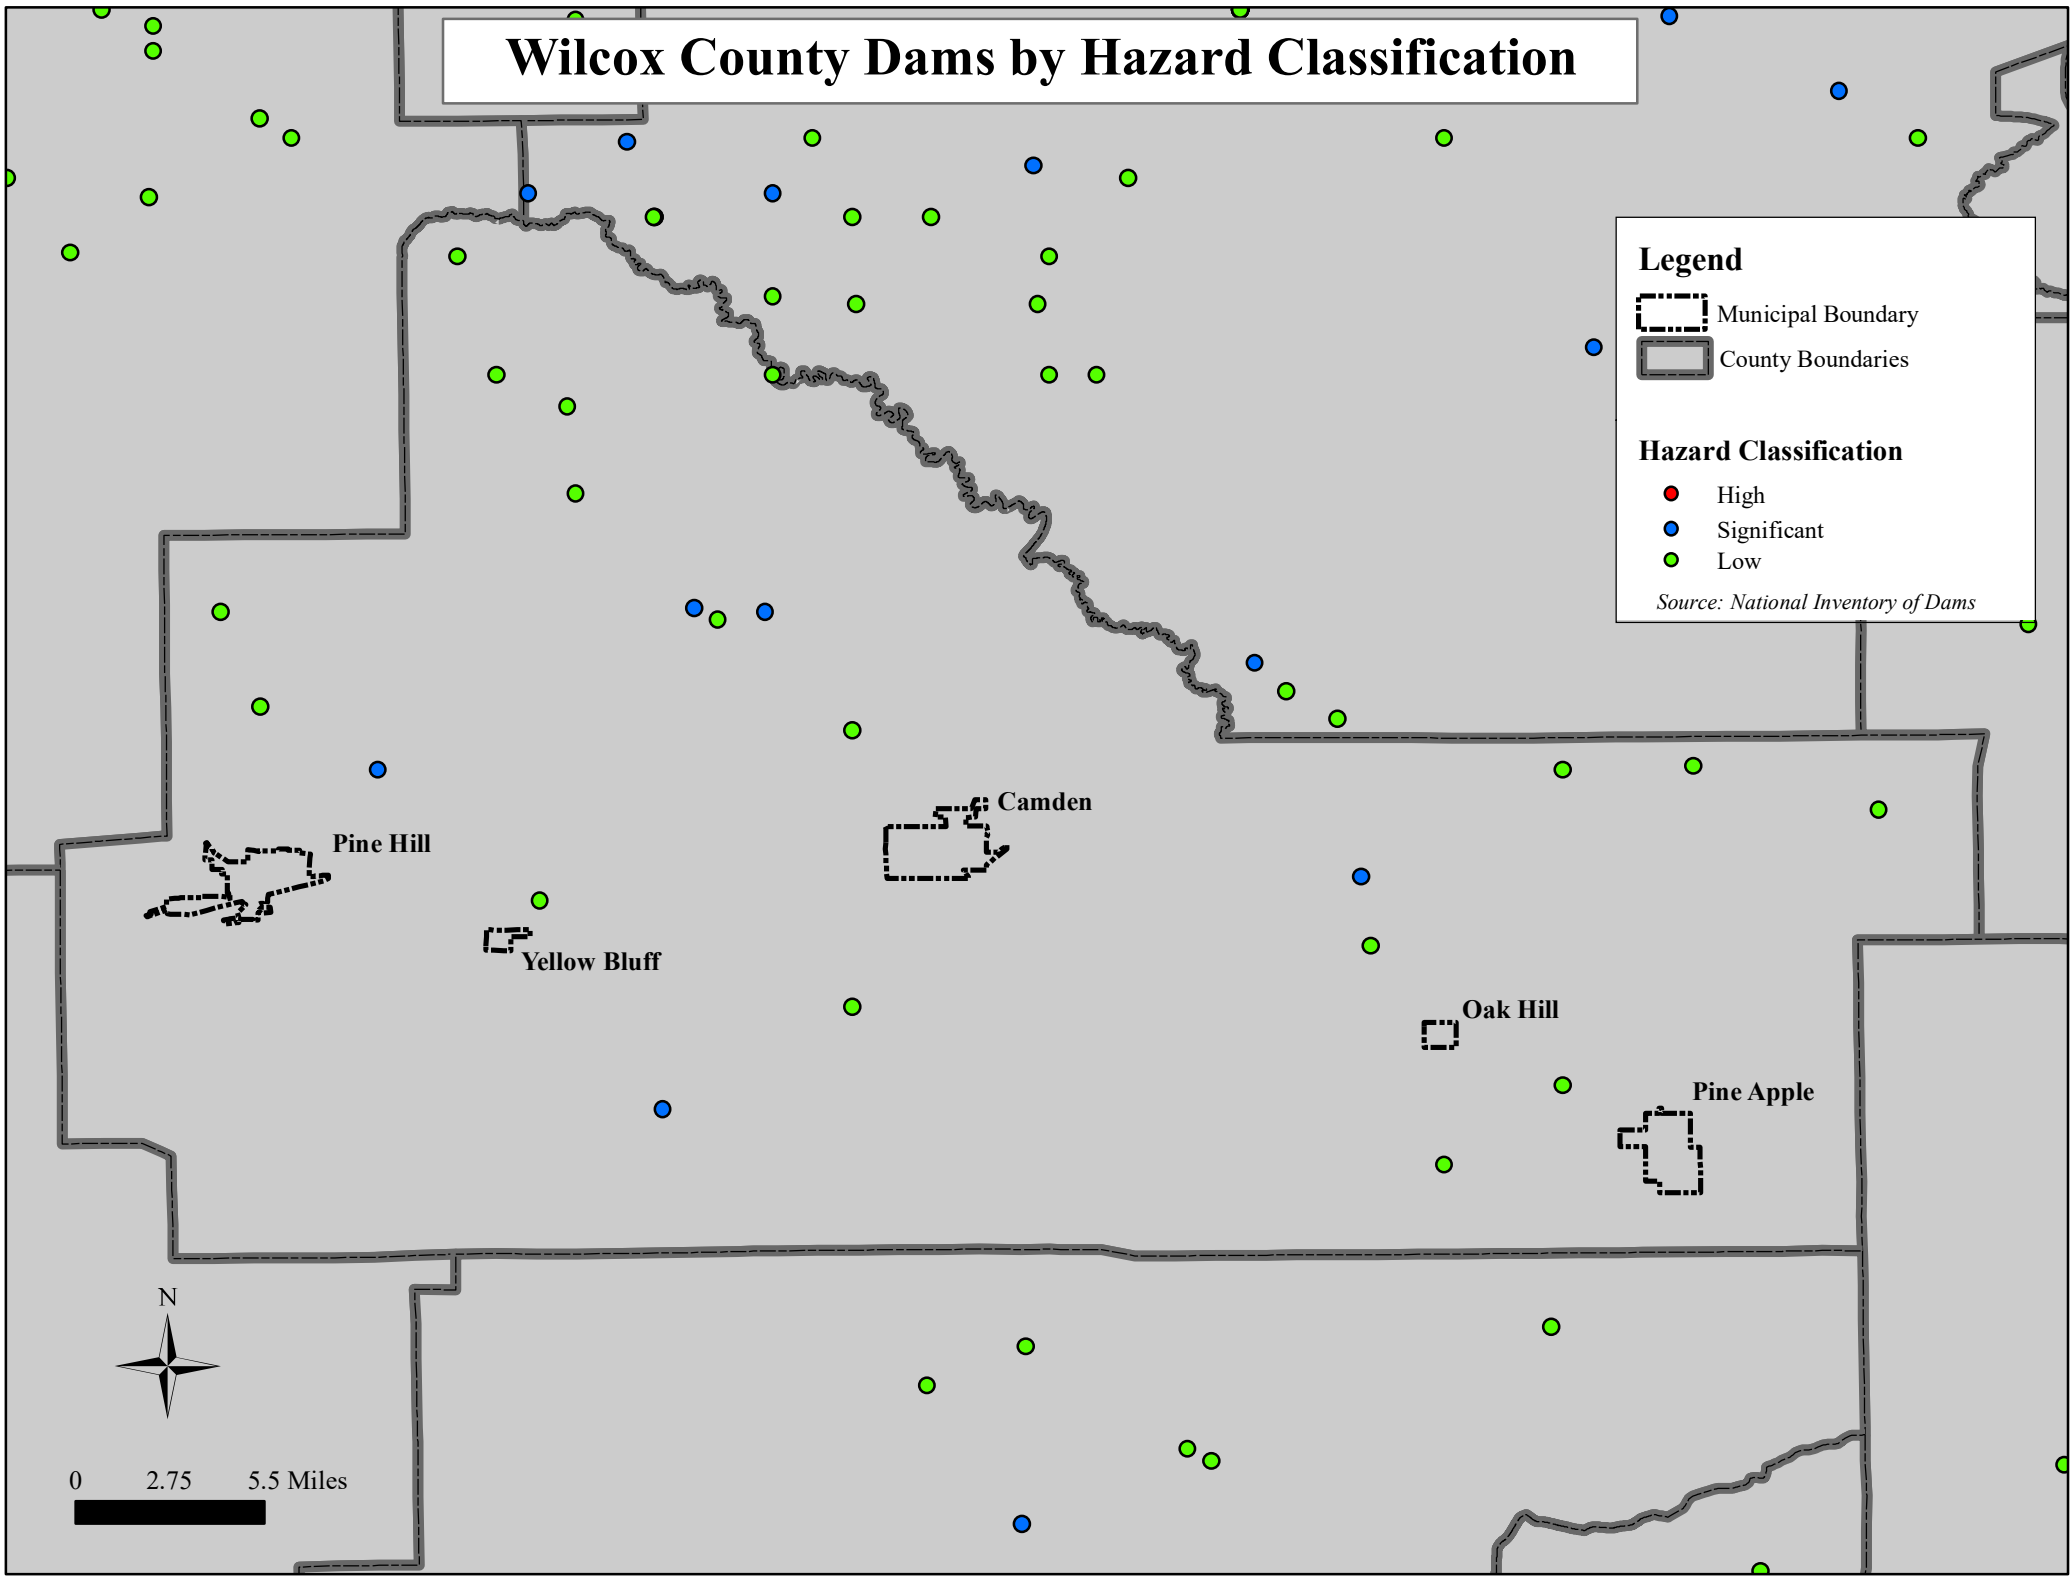 Wilcox County Dams by Hazard Classification
Legend
Municipal Boundary
County Boundaries
Hazard Classification
High
Significant
Low
Source: National Inventory of Dams
Camden
Pine Hill
Yellow Bluff
Oak Hill
Pine Apple
N
0 2.75 5.5 Miles